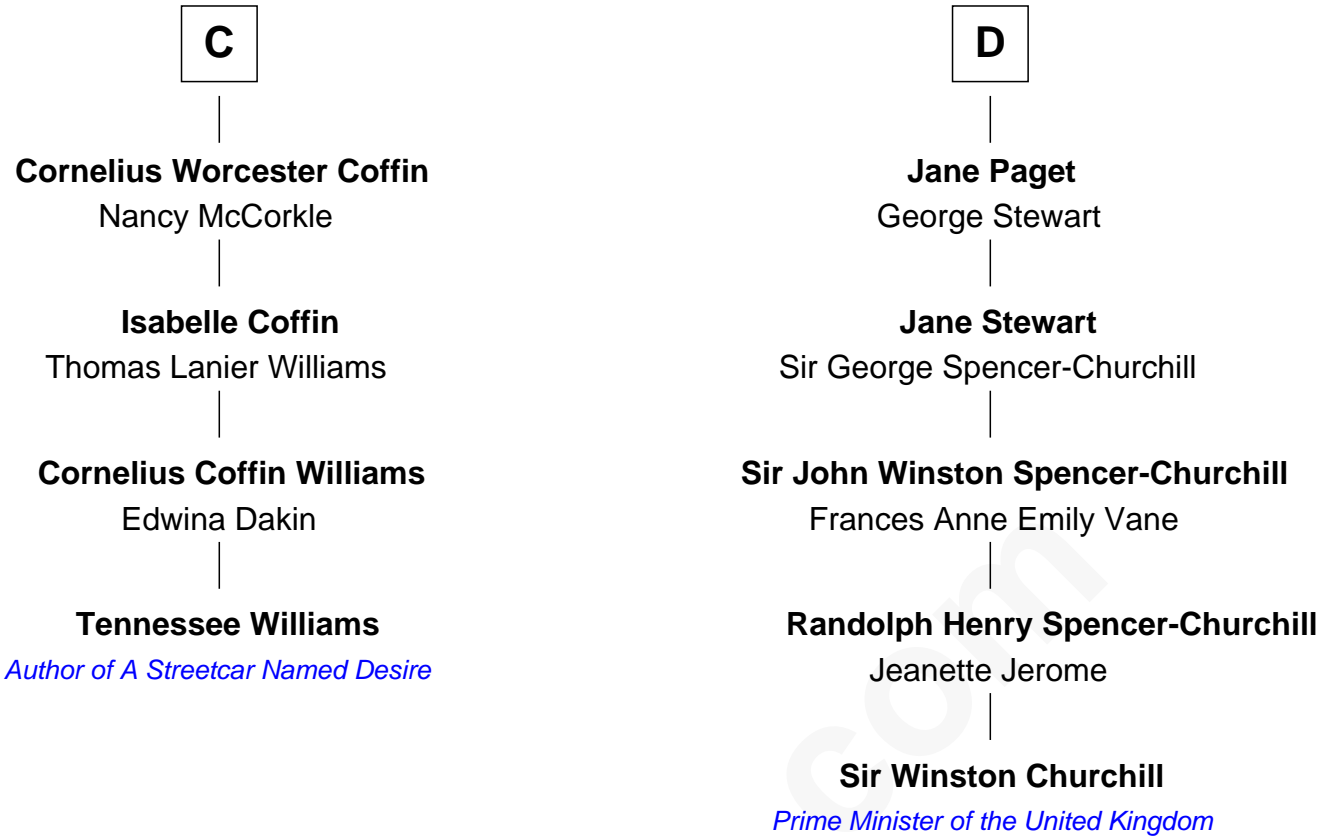 C
Cornelius Worcester Coffin
Nancy McCorkle
Isabelle Coffin
Thomas Lanier Williams
Cornelius Coffin Williams
Edwina Dakin
Tennessee Williams
Author of A Streetcar Named Desire
D
Jane Paget
George Stewart
Jane Stewart
Sir George Spencer-Churchill
Sir John Winston Spencer-Churchill
Frances Anne Emily Vane
Randolph Henry Spencer-Churchill
Jeanette Jerome
Sir Winston Churchill
Prime Minister of the United Kingdom
com